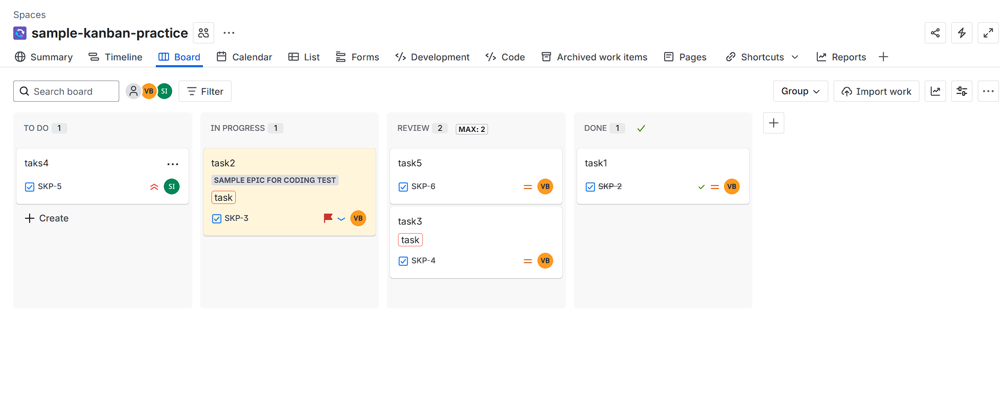 Spaces
sample-kanban-practice
Summary Timeline Board Calendar List Forms Development Code Archived work items Pages Shortcuts Reports
Search board VB SI Filter Group Import work
TO DO 1
taks4
SKP-5 SI
Create
IN PROGRESS 1
task2
SAMPLE EPIC FOR CODING TEST
task
SKP-3 VB
REVIEW 2 MAX: 2
task5
SKP-6 VB
task3
task
SKP-4 VB
DONE 1
task1
SKP-2 VB